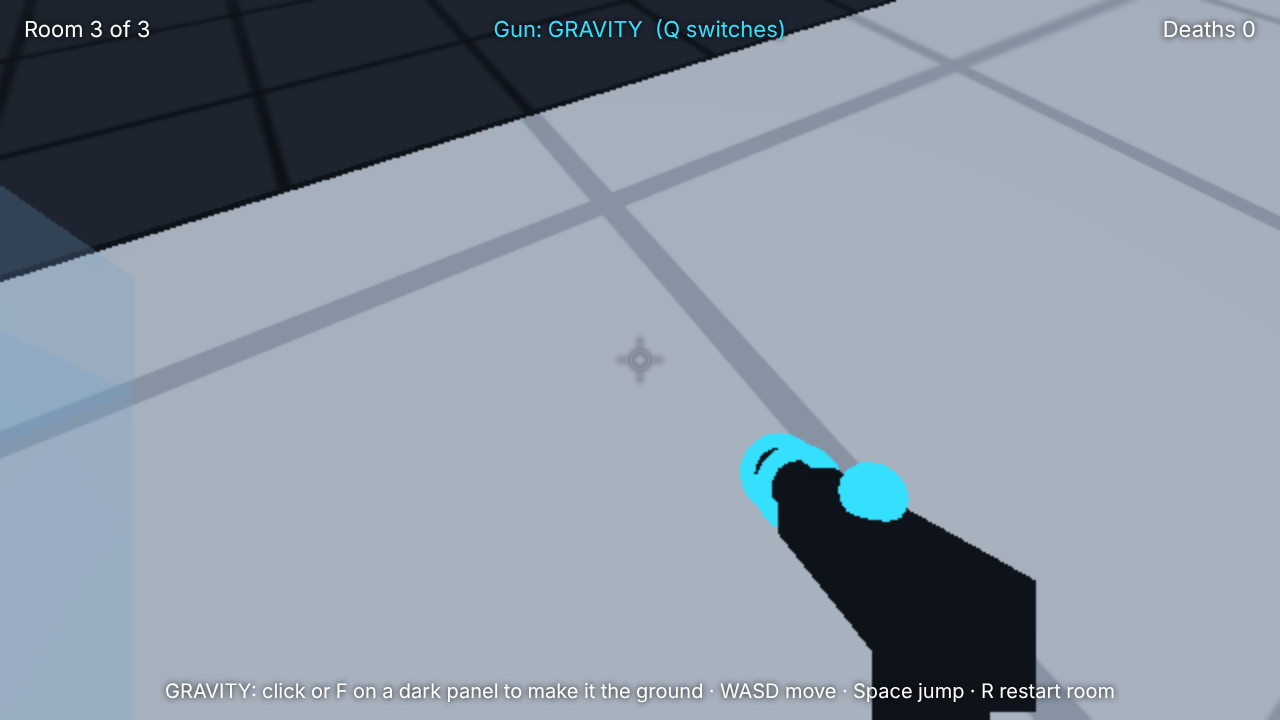 Room 3 of 3
Gun: GRAVITY (Q switches)
Deaths 0
GRAVITY: click or F on a dark panel to make it the ground · WASD move · Space jump · R restart room